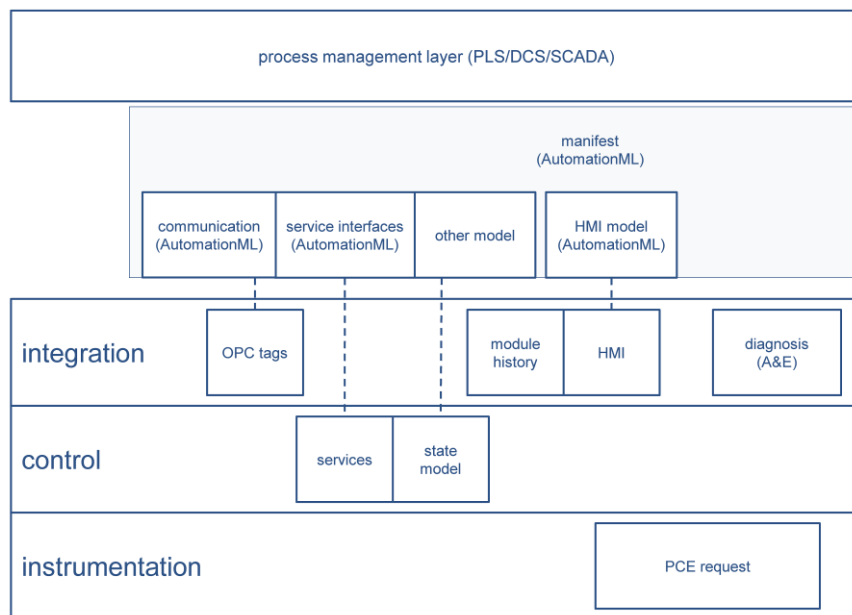 process management layer (PLS/DCS/SCADA)
manifest
(AutomationML)
communication
(AutomationML)
service interfaces
(AutomationML)
other model
HMI model
(AutomationML)
integration
OPC tags
module
history
HMI
diagnosis
(A&E)
control
services
state
model
instrumentation
PCE request